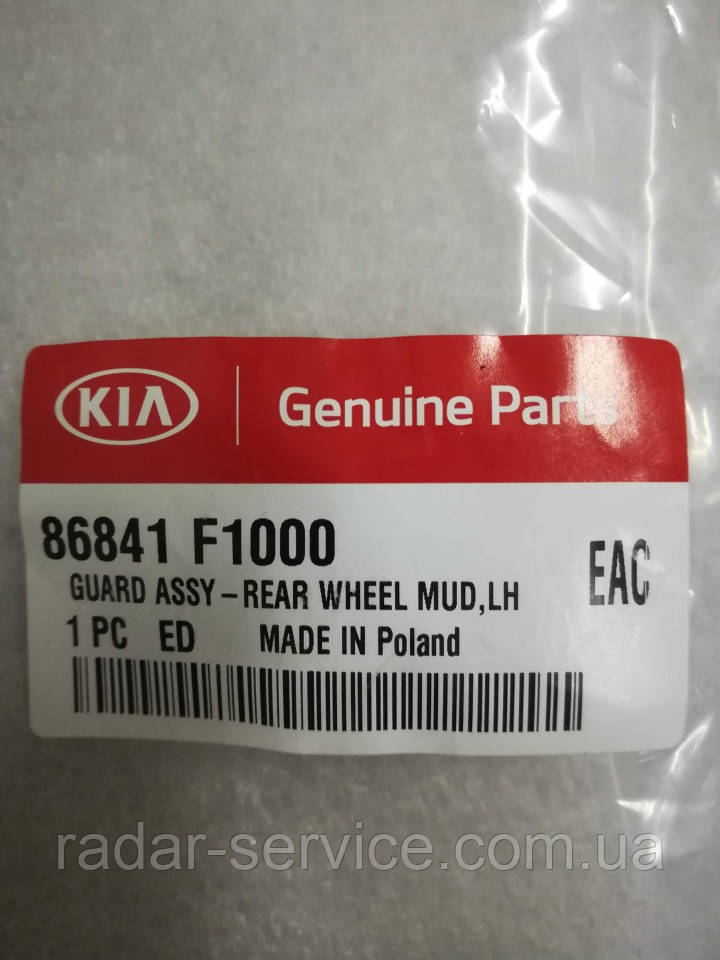 KIA Genuine Parts
86841 F1000
EAC
GUARD ASSY-REAR WHEEL MUD,LH
1 PC ED MADE IN Poland
radar-service.com.ua